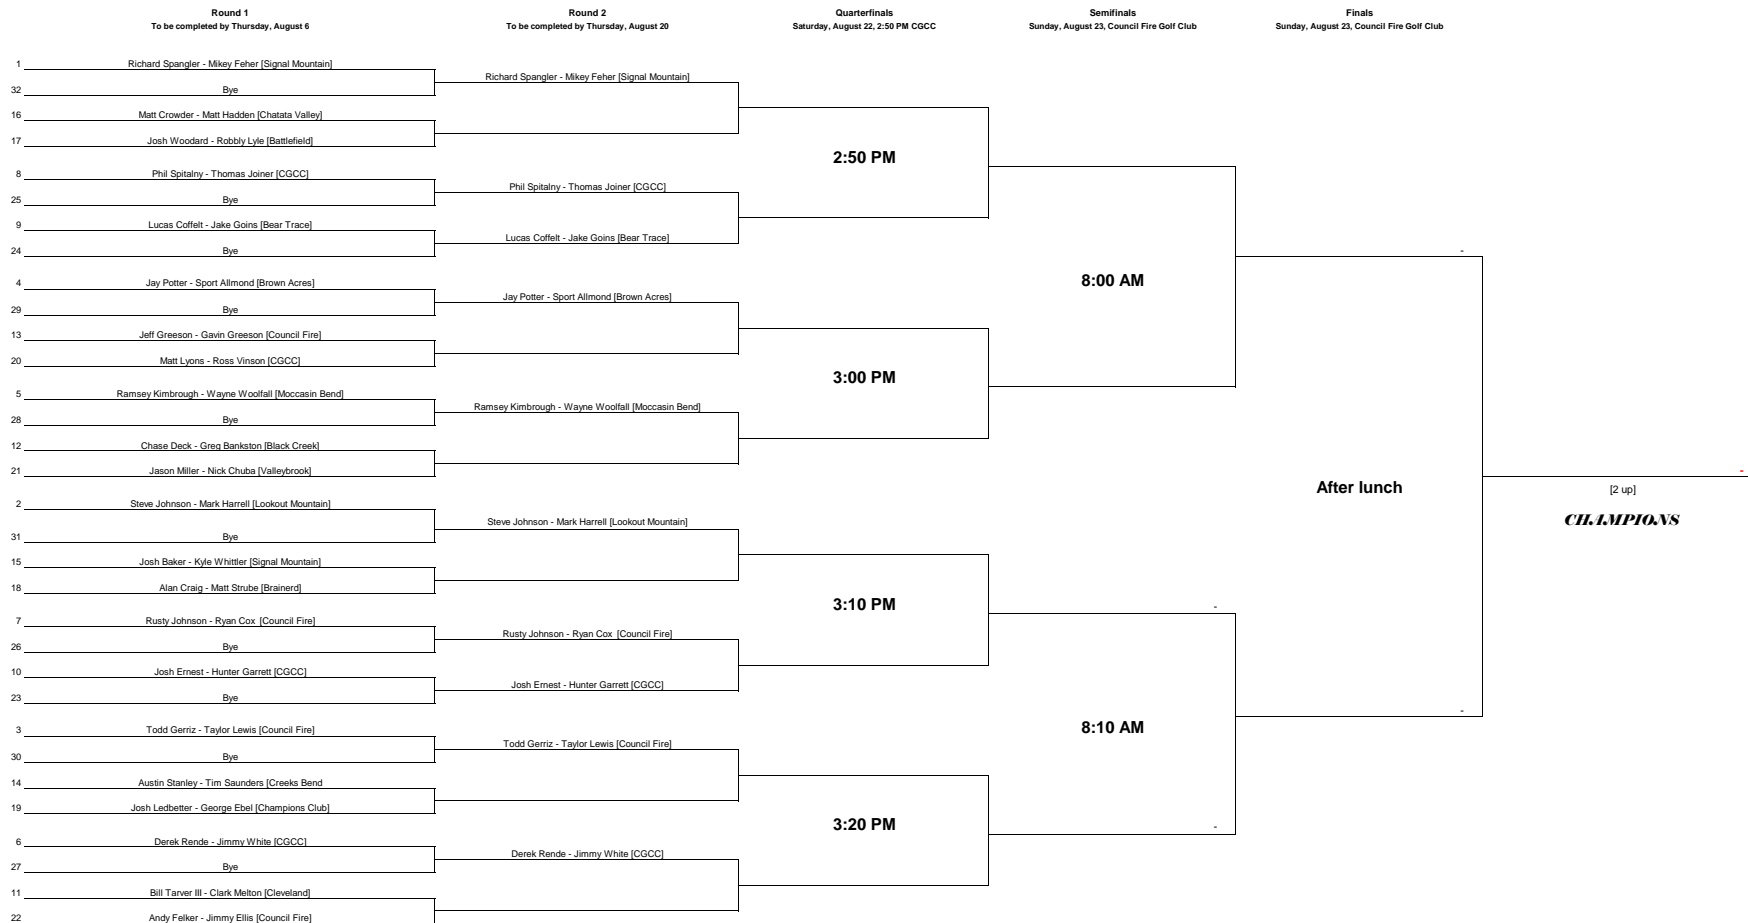 Round 1
To be completed by Thursday, August 6
Round 2
To be completed by Thursday, August 20
Quarterfinals
Saturday, August 22, 2:50 PM CGCC
Semifinals
Sunday, August 23, Council Fire Golf Club
Finals
Sunday, August 23, Council Fire Golf Club
1 Richard Spangler - Mikey Feher [Signal Mountain]
32 Bye
16 Matt Crowder - Matt Hadden [Chatata Valley]
17 Josh Woodard - Robbly Lyle [Battlefield]
8 Phil Spitalny - Thomas Joiner [CGCC]
25 Bye
9 Lucas Coffelt - Jake Goins [Bear Trace]
24 Bye
4 Jay Potter - Sport Allmond [Brown Acres]
29 Bye
13 Jeff Greeson - Gavin Greeson [Council Fire]
20 Matt Lyons - Ross Vinson [CGCC]
5 Ramsey Kimbrough - Wayne Woolfall [Moccasin Bend]
28 Bye
12 Chase Deck - Greg Bankston [Black Creek]
21 Jason Miller - Nick Chuba [Valleybrook]
2 Steve Johnson - Mark Harrell [Lookout Mountain]
31 Bye
15 Josh Baker - Kyle Whittler [Signal Mountain]
18 Alan Craig - Matt Strube [Brainerd]
7 Rusty Johnson - Ryan Cox [Council Fire]
26 Bye
10 Josh Ernest - Hunter Garrett [CGCC]
23 Bye
3 Todd Gerriz - Taylor Lewis [Council Fire]
30 Bye
14 Austin Stanley - Tim Saunders [Creeks Bend
19 Josh Ledbetter - George Ebel [Champions Club]
6 Derek Rende - Jimmy White [CGCC]
27 Bye
11 Bill Tarver III - Clark Melton [Cleveland]
22 Andy Felker - Jimmy Ellis [Council Fire]
Richard Spangler - Mikey Feher [Signal Mountain]
Phil Spitalny - Thomas Joiner [CGCC]
Lucas Coffelt - Jake Goins [Bear Trace]
Jay Potter - Sport Allmond [Brown Acres]
Ramsey Kimbrough - Wayne Woolfall [Moccasin Bend]
Steve Johnson - Mark Harrell [Lookout Mountain]
Rusty Johnson - Ryan Cox [Council Fire]
Josh Ernest - Hunter Garrett [CGCC]
Todd Gerriz - Taylor Lewis [Council Fire]
Derek Rende - Jimmy White [CGCC]
2:50 PM
3:00 PM
3:10 PM
3:20 PM
8:00 AM
-
8:10 AM
-
-
After lunch
-
-
[2 up]
CHAMPIONS